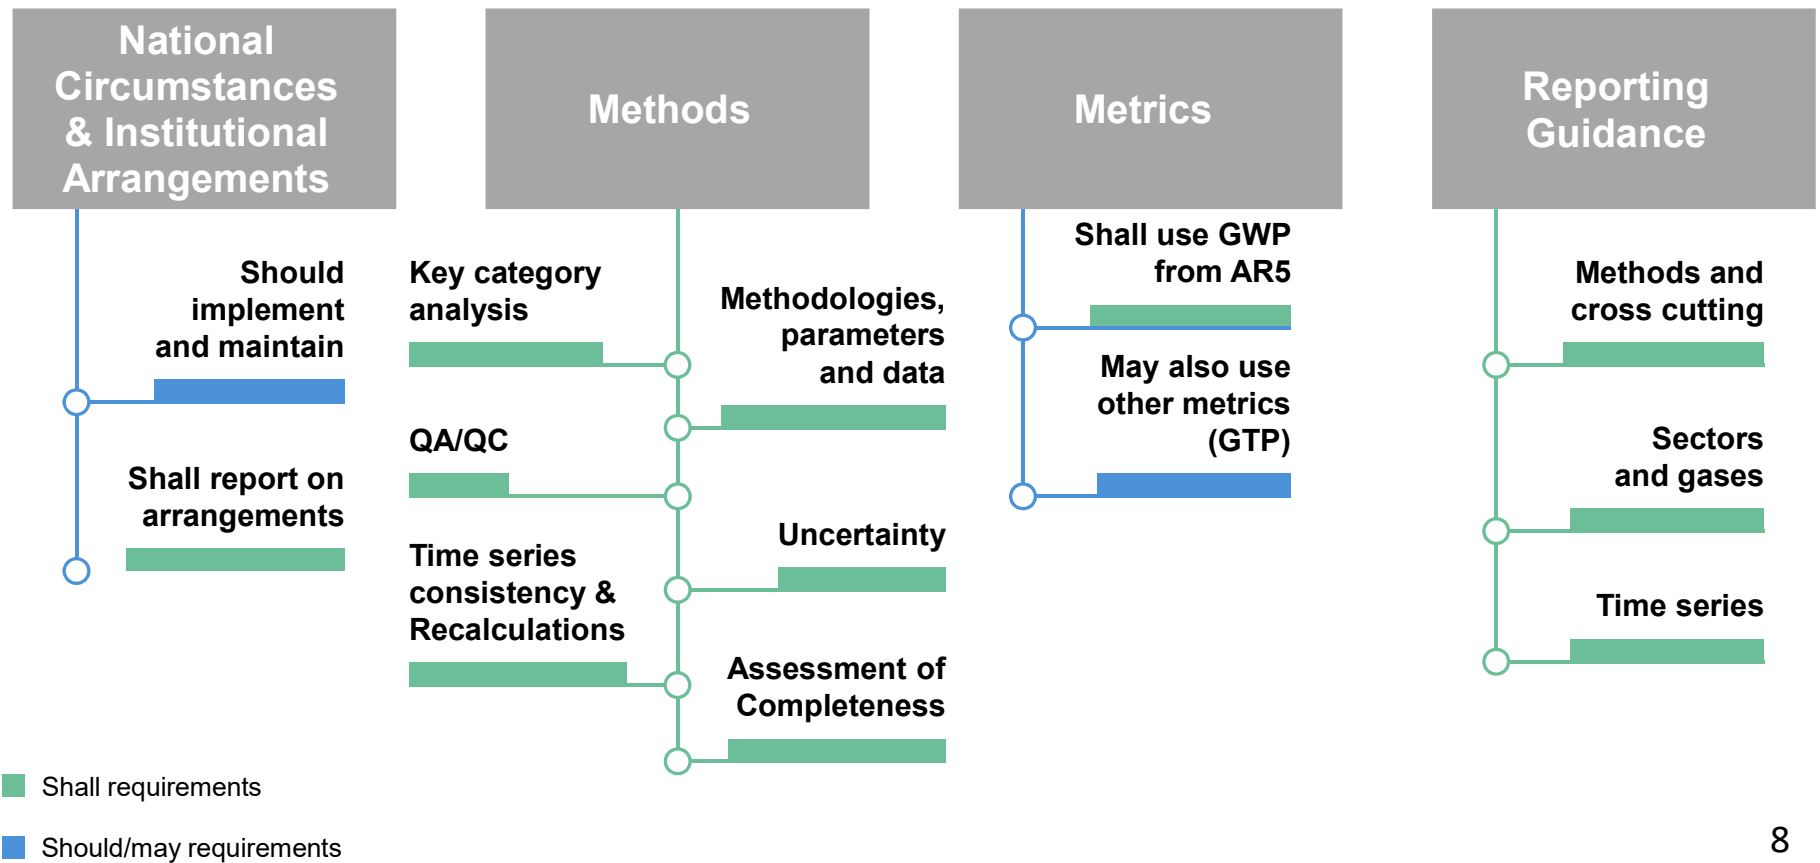 National
Circumstances
& Institutional
Arrangements
Should
implement
and maintain
Shall report on
arrangements
Methods
Key category
analysis
Methodologies,
parameters
and data
QA/QC
Uncertainty
Time series
consistency &
Recalculations
Assessment of
Completeness
Metrics
Shall use GWP
from AR5
May also use
other metrics
(GTP)
Reporting
Guidance
Methods and
cross cutting
Sectors
and gases
Time series
Shall requirements
Should/may requirements
8